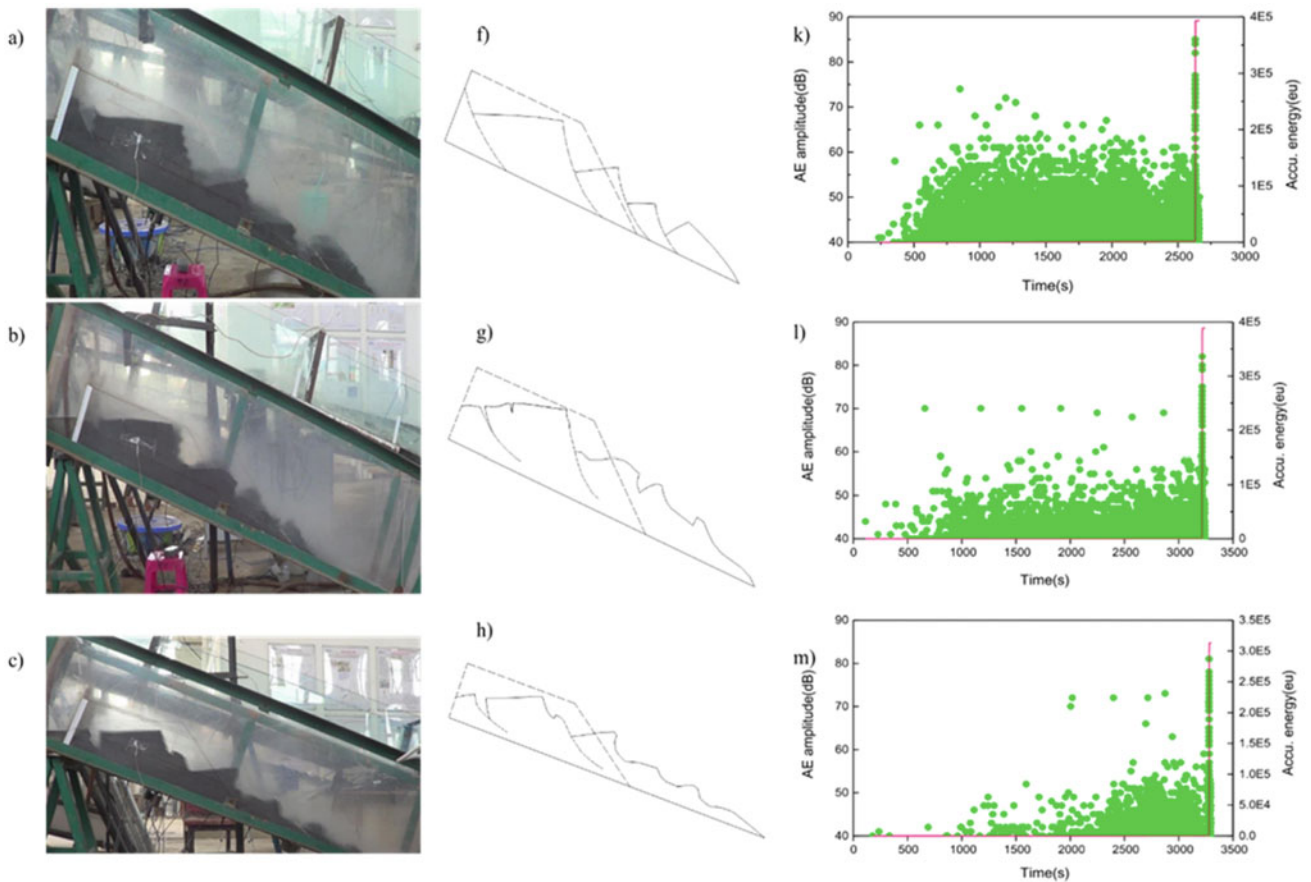 a)
f)
k)
90
80
70
60
50
40
AE amplitude(dB)
4E5
3E5
2E5
1E5
0
Accu. energy(eu)
0 500 1000 1500 2000 2500 3000
Time(s)
b)
g)
l)
90
80
70
60
50
40
AE amplitude(dB)
4E5
3E5
2E5
1E5
0
Accu. energy(eu)
0 500 1000 1500 2000 2500 3000 3500
Time(s)
c)
h)
m)
90
80
70
60
50
40
AE amplitude(dB)
3.5E5
3.0E5
2.5E5
2.0E5
1.5E5
1.0E5
5.0E4
0.0
Accu. energy(eu)
0 500 1000 1500 2000 2500 3000 3500
Time(s)